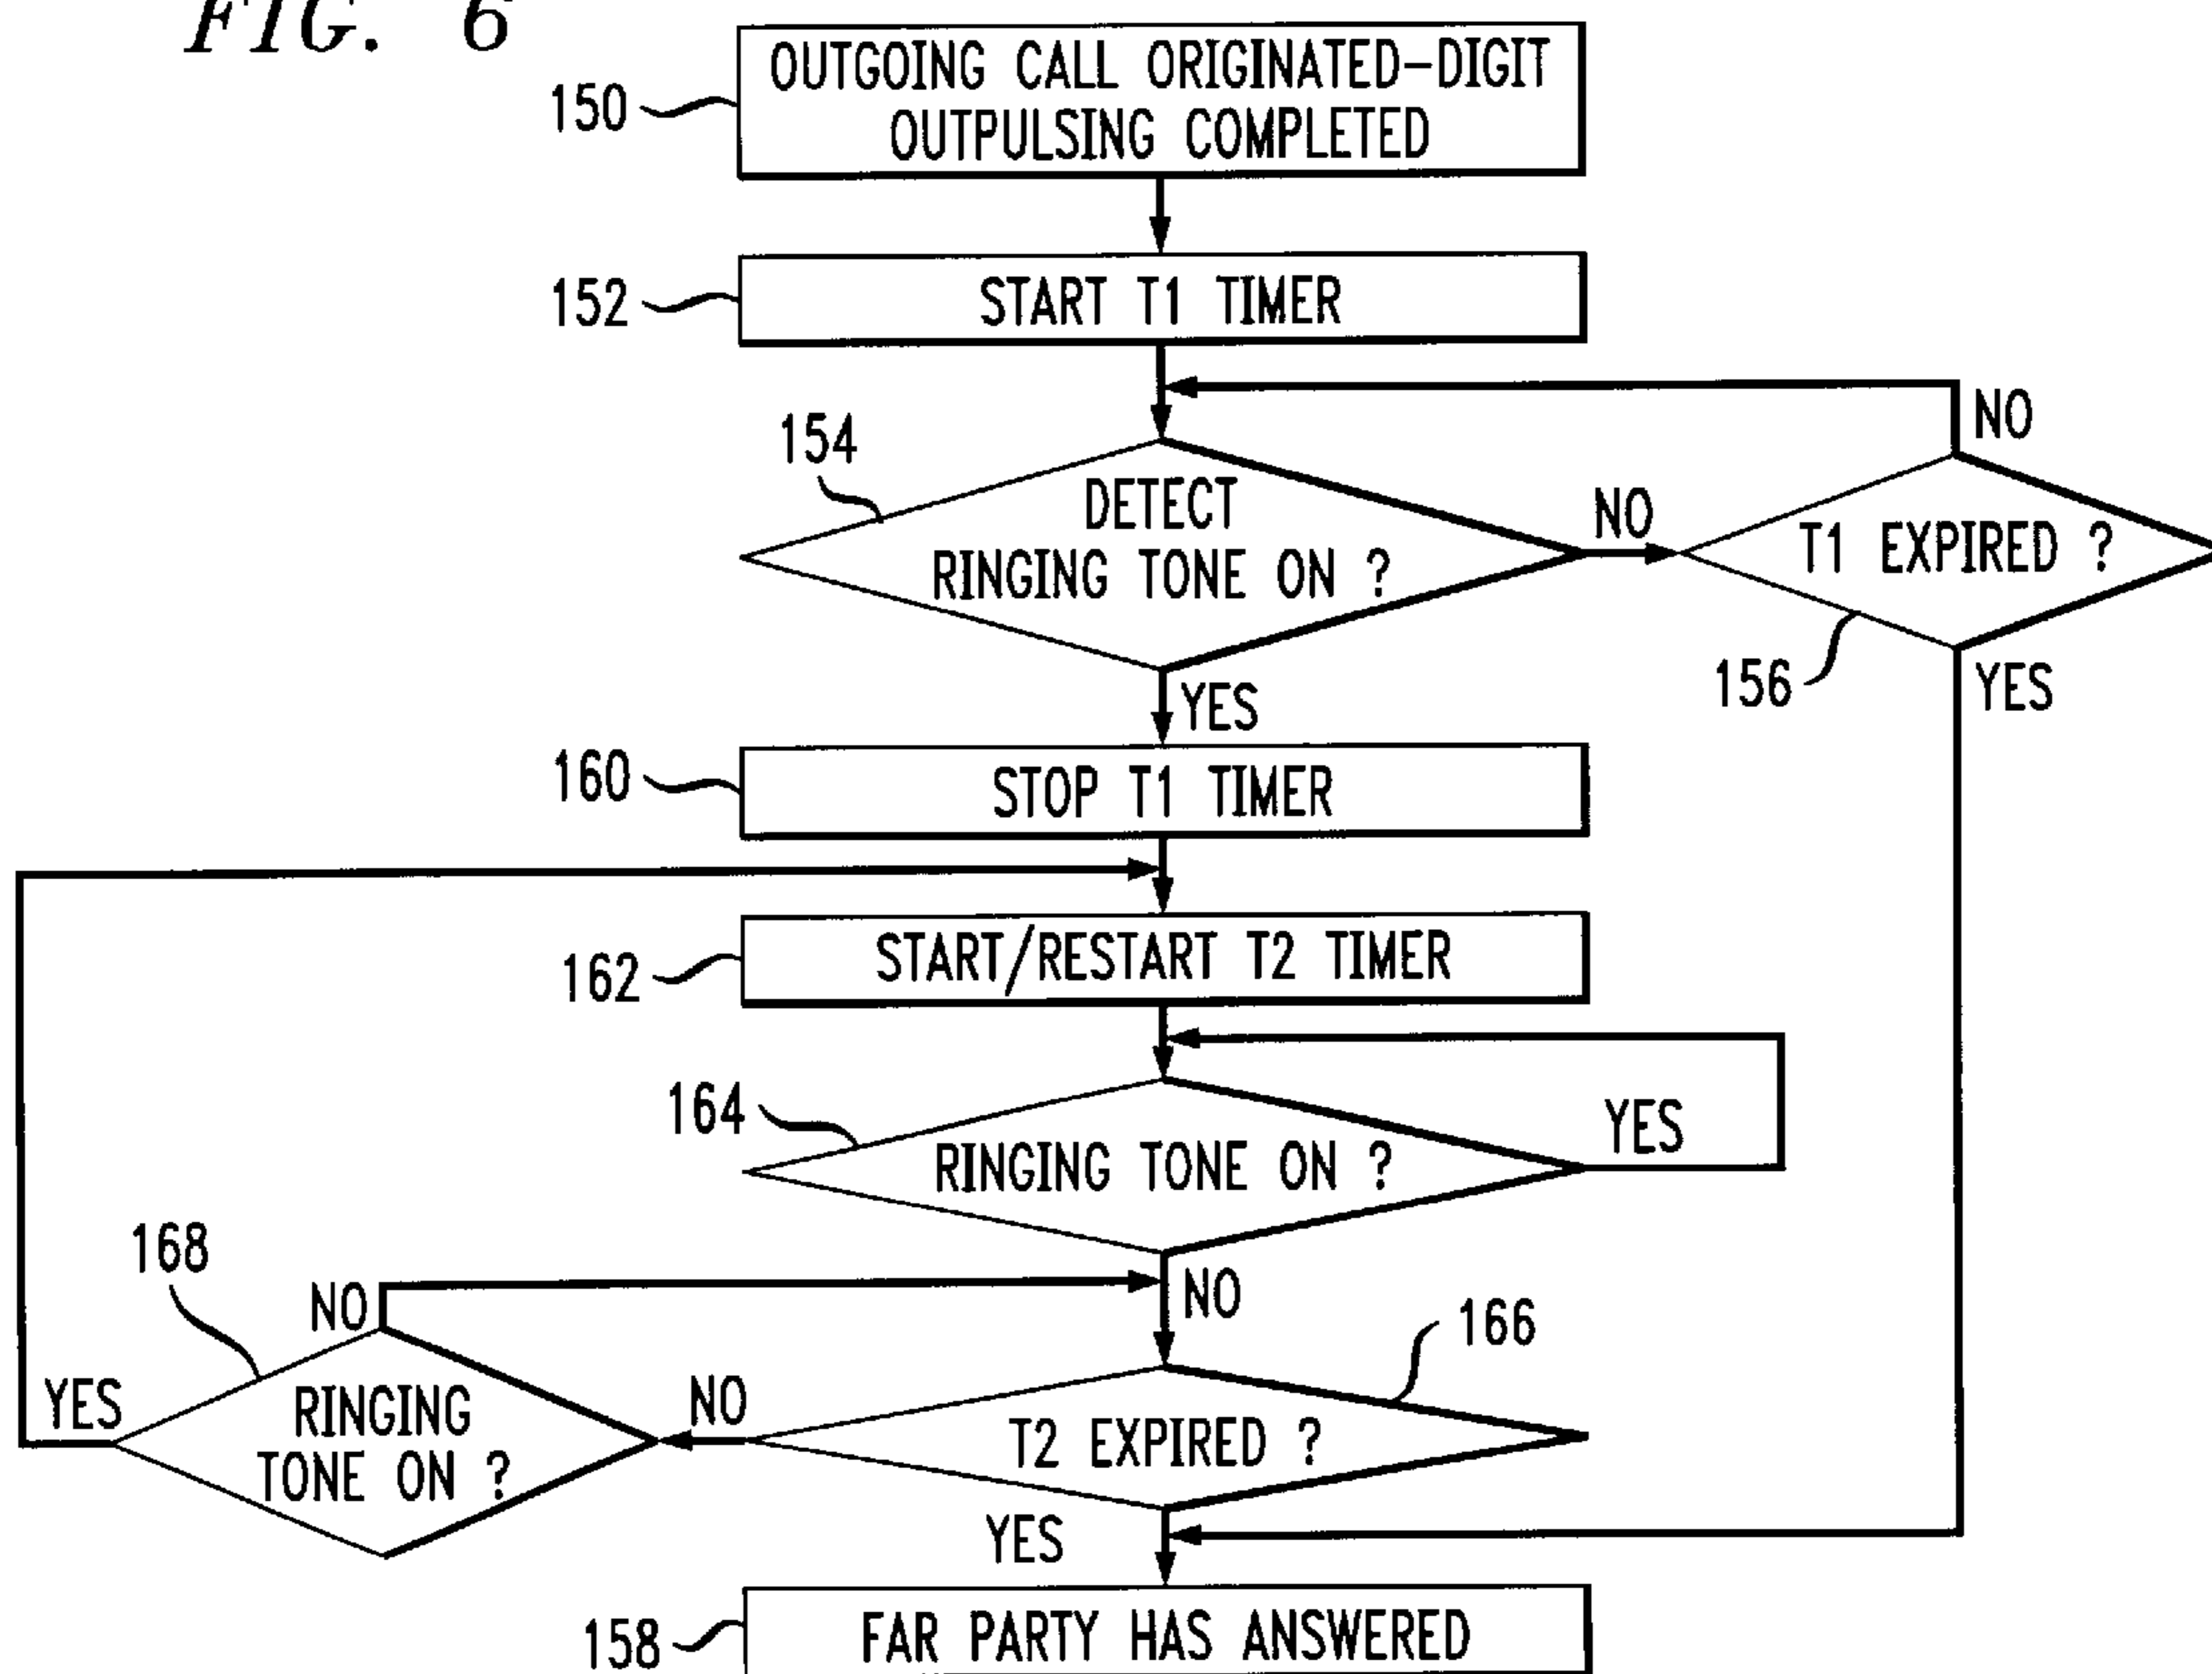 FIG. 6
150
OUTGOING CALL ORIGINATED-DIGIT
OUTPULSING COMPLETED
152
START T1 TIMER
NO
154
DETECT
RINGING TONE ON ?
NO
T1 EXPIRED ?
156
YES
YES
160
STOP T1 TIMER
162
START/RESTART T2 TIMER
164
RINGING TONE ON ?
YES
168
NO
NO
166
YES
RINGING
TONE ON ?
NO
T2 EXPIRED ?
YES
158
FAR PARTY HAS ANSWERED